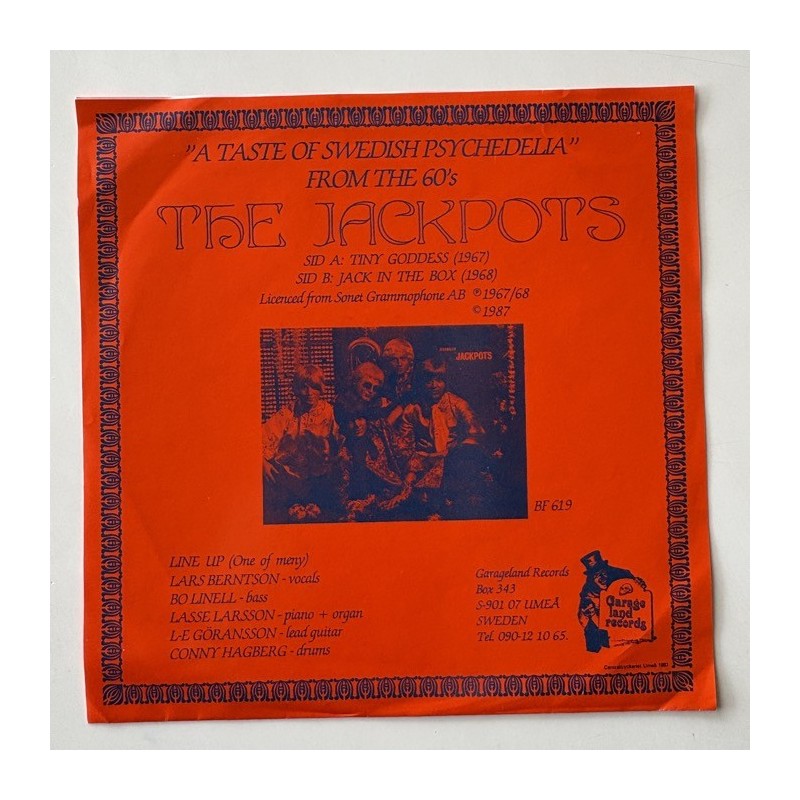 "A TASTE OF SWEDISH PSYCHEDELIA"
FROM THE 60's
THE JACKPOTS
SID A: TINY GODDESS (1967)
SID B: JACK IN THE BOX (1968)
Licenced from Sonet Grammophone AB ℗ 1967/68
© 1987
JACKPOTS
BF 619
LINE UP (One of meny)
LARS BERNTSON - vocals
BO LINELL - bass
LASSE LARSSON - piano + organ
L-E GÖRANSSON - lead guitar
CONNY HAGBERG - drums
Garageland Records
Box 343
S-901 07 UMEÅ
SWEDEN
Tel. 090-12 10 65.
Garage
land
records